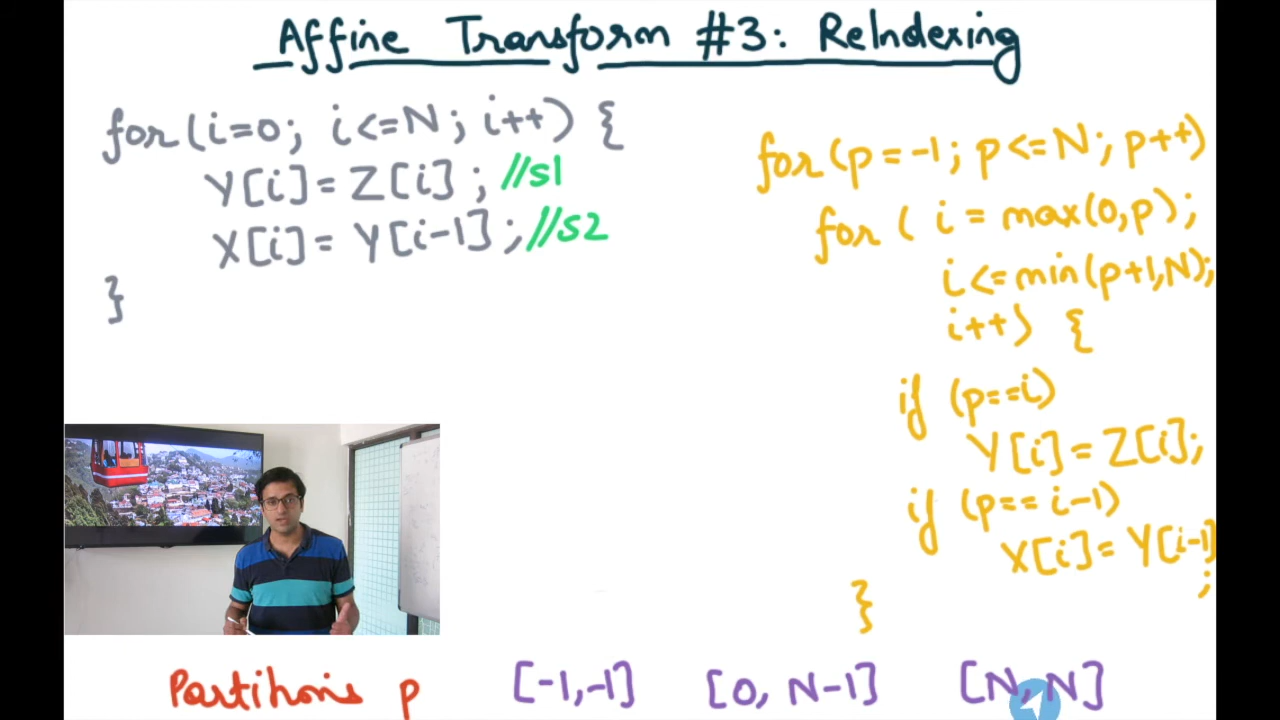 Affine Transform #3: ReIndexing
for(i=0; i<=N; i++) {
Y[i]=Z[i]; //s1
X[i]= Y[i-1]; //s2
}
for(p=-1; p<=N; p++)
for( i = max(0,p);
i<=min(p+1,N);
i++) {
if (p==i)
Y[i]=Z[i];
if (p== i-1)
X[i]= Y[i-1]
;
}
Partitions p [-1,-1] [0, N-1] [N, N]